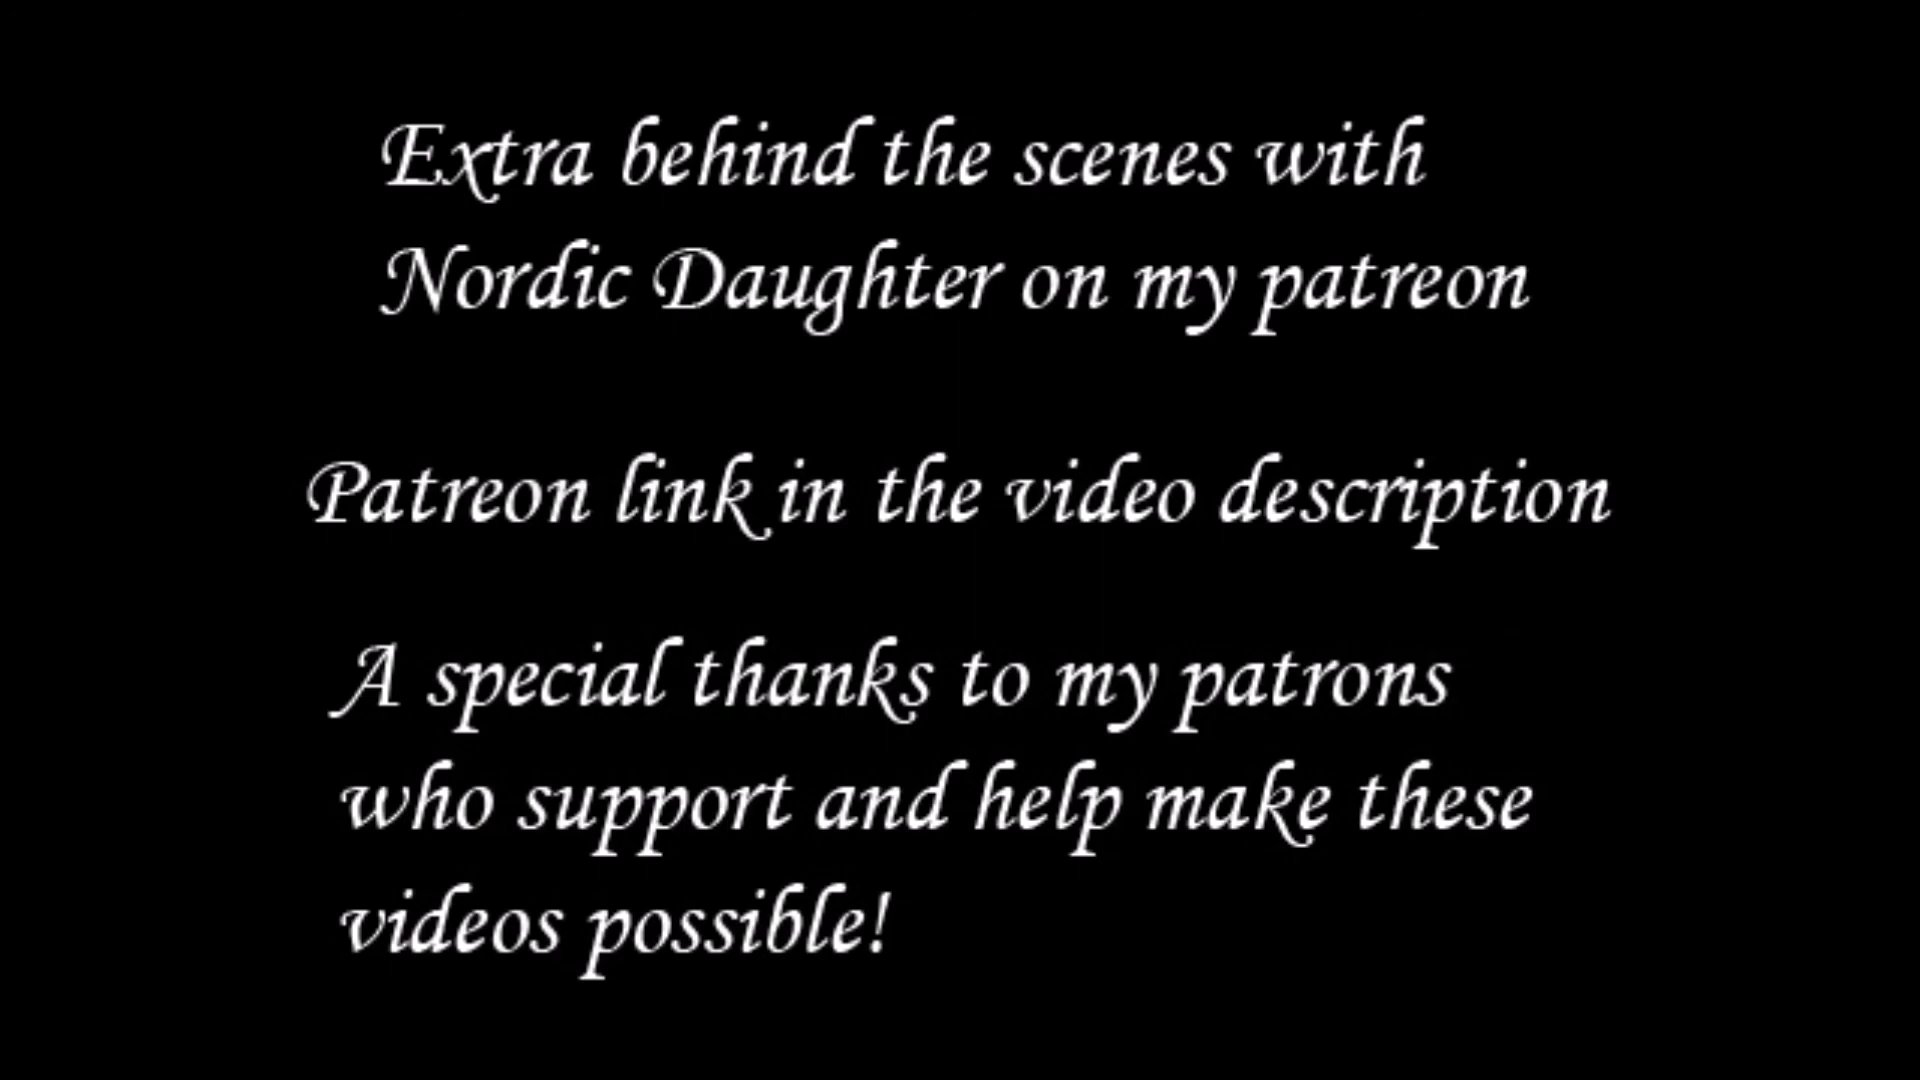 Extra behind the scenes with
Nordic Daughter on my patreon
Patreon link in the video description
A special thanks to my patrons
who support and help make these
videos possible!